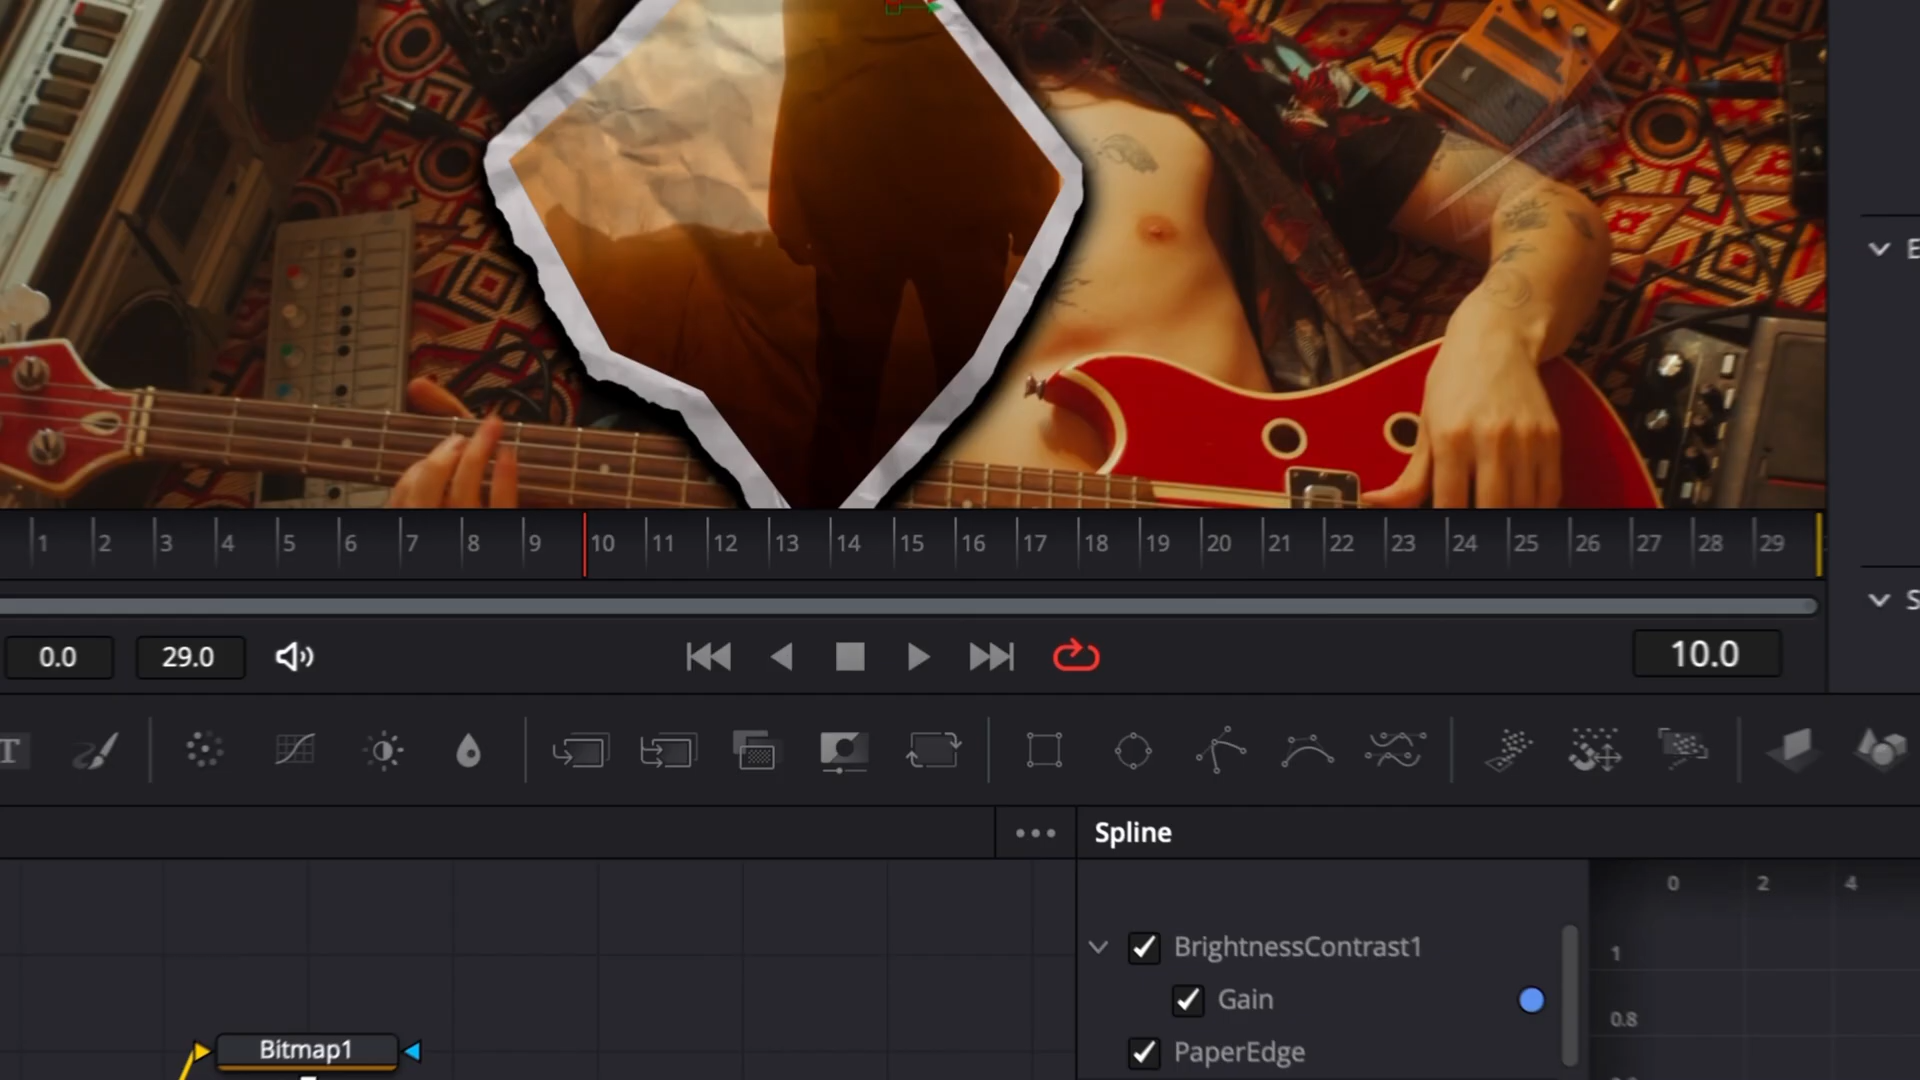 1 2 3 4 5 6 7 8 9 10 11 12 13 14 15 16 17 18 19 20 21 22 23 24 25 26 27 28 29
E
S
0.0 29.0 10.0
T
Spline
0 2 4
BrightnessContrast1
1
Gain
0.8
Bitmap1
PaperEdge